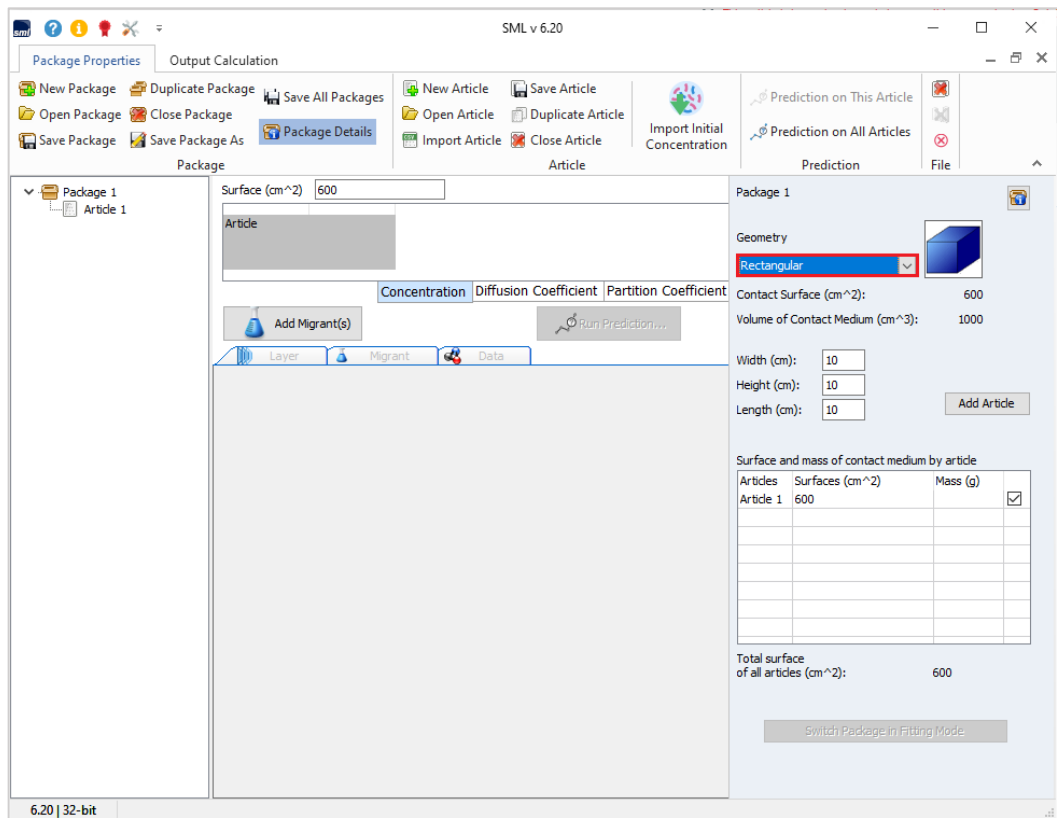 sml SML v 6.20
Package Properties Output Calculation
New Package Duplicate Package Save All Packages New Article Save Article
Open Package Close Package Open Article Duplicate Article
Save Package Save Package As Package Details Import Article Close Article
Import Initial
Concentration
Prediction on This Article
Prediction on All Articles
Package Article Prediction File
Package 1
Article 1
Surface (cm^2) 600
Article
Concentration Diffusion Coefficient Partition Coefficient
Add Migrant(s) Run Prediction...
Layer Migrant Data
Package 1
Geometry
Rectangular
Contact Surface (cm^2): 600
Volume of Contact Medium (cm^3): 1000
Width (cm): 10
Height (cm): 10
Length (cm): 10
Add Article
Surface and mass of contact medium by article
Articles Surfaces (cm^2) Mass (g)
Article 1 600
Total surface
of all articles (cm^2): 600
Switch Package in Fitting Mode
6.20 | 32-bit